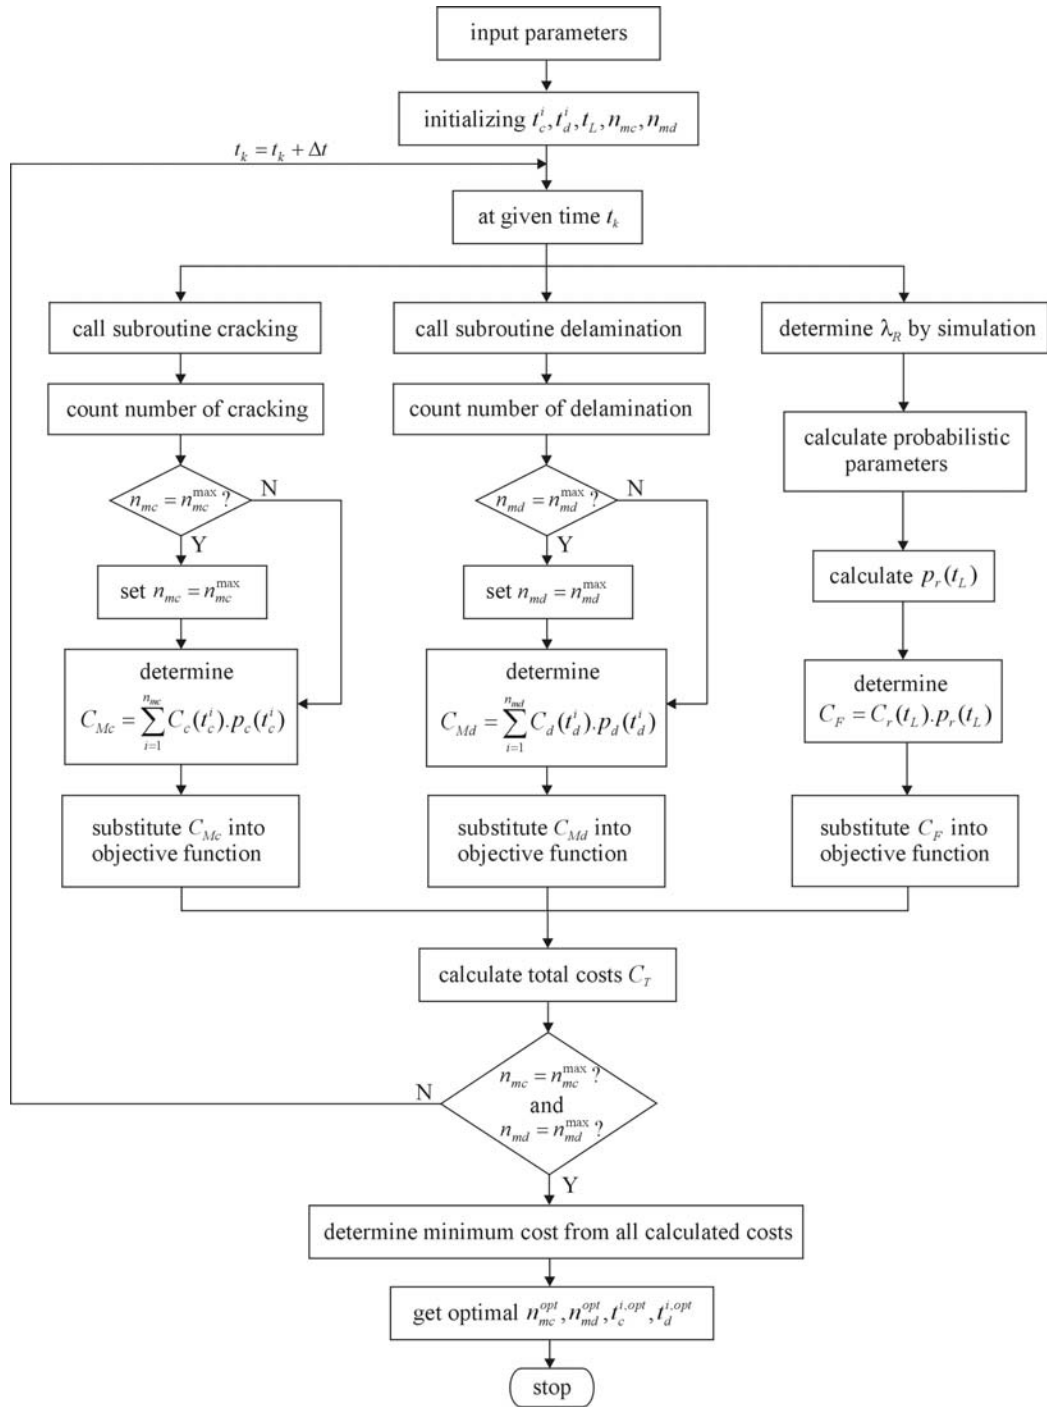 input parameters
initializing t_c^i, t_d^i, t_L, n_mc, n_md
t_k = t_k + Δt
at given time t_k
call subroutine cracking
count number of cracking
n_mc = n_mc^max ?
N
Y
set n_mc = n_mc^max
determine
C_Mc = ∑_{i=1}^{n_mc} C_c(t_c^i).p_c(t_c^i)
substitute C_Mc into
objective function
call subroutine delamination
count number of delamination
n_md = n_md^max ?
N
Y
set n_md = n_md^max
determine
C_Md = ∑_{i=1}^{n_md} C_d(t_d^i).p_d(t_d^i)
substitute C_Md into
objective function
determine λ_R by simulation
calculate probabilistic
parameters
calculate p_r(t_L)
determine
C_F = C_r(t_L).p_r(t_L)
substitute C_F into
objective function
calculate total costs C_T
n_mc = n_mc^max ?
and
n_md = n_md^max ?
N
Y
determine minimum cost from all calculated costs
get optimal n_mc^opt, n_md^opt, t_c^i,opt, t_d^i,opt
stop